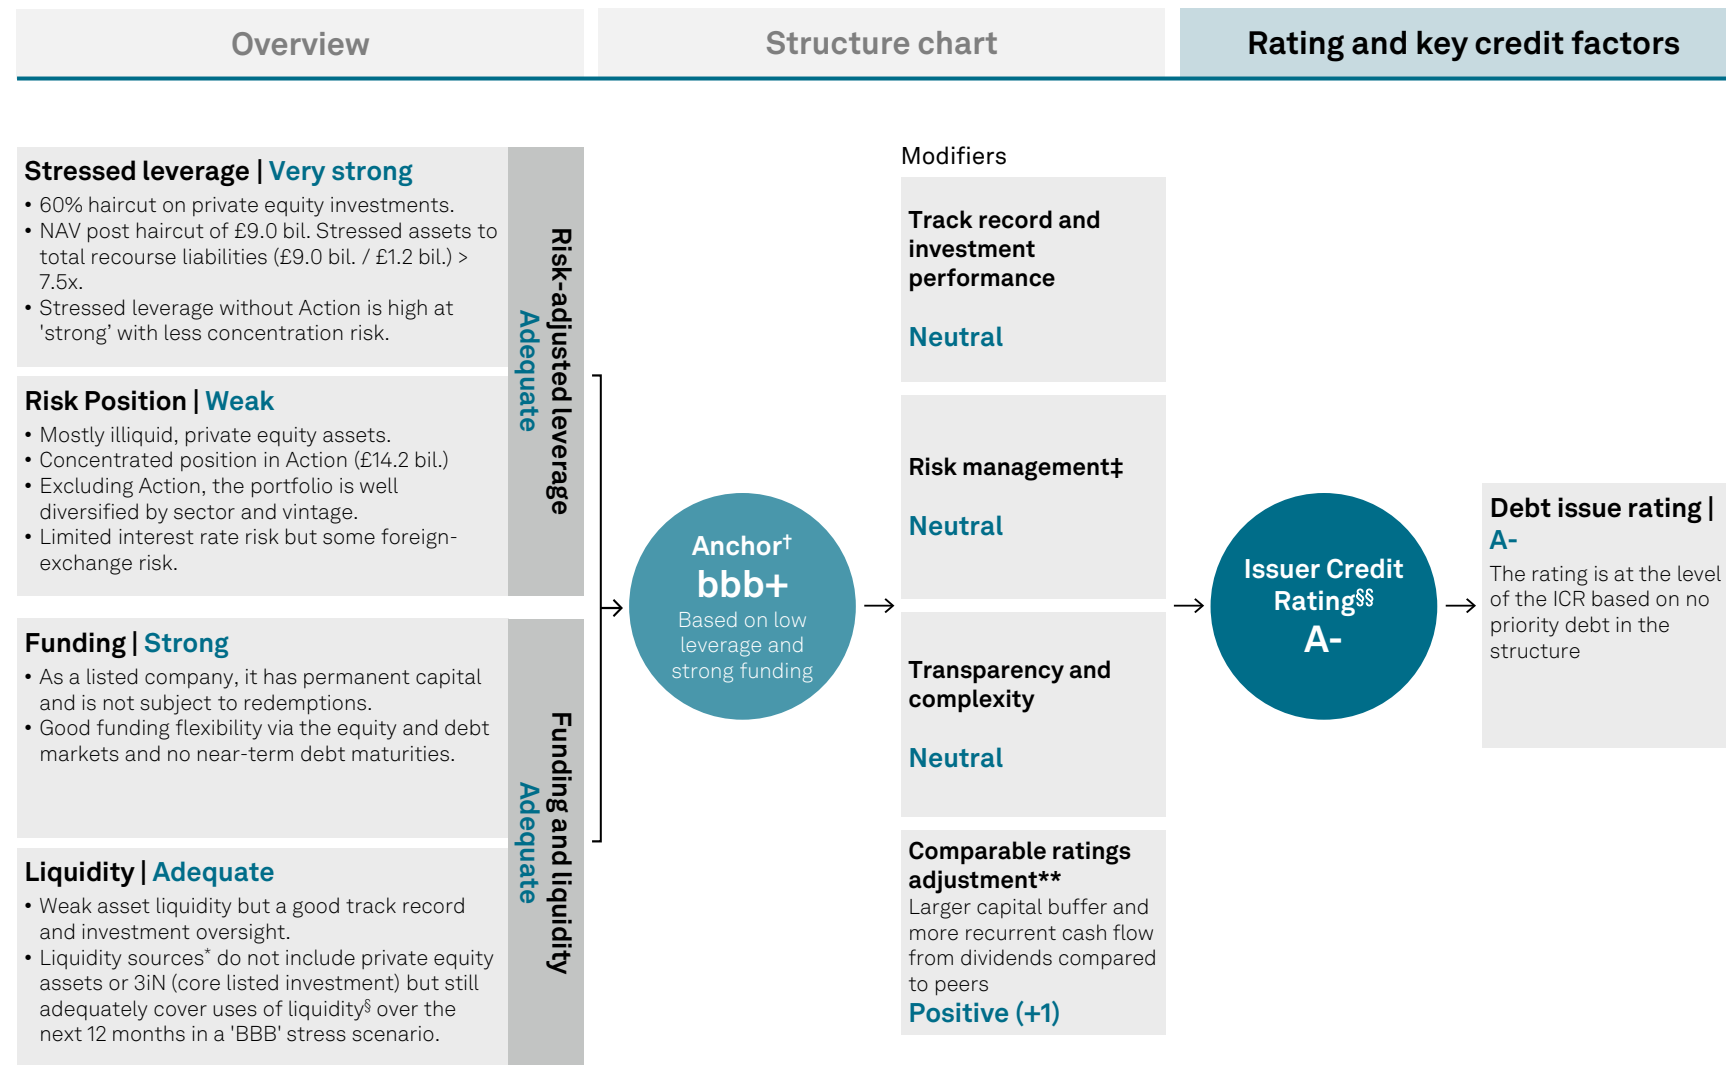 Overview
Structure chart
Rating and key credit factors
Stressed leverage | Very strong
• 60% haircut on private equity investments.
• NAV post haircut of £9.0 bil. Stressed assets to
total recourse liabilities (£9.0 bil. / £1.2 bil.) >
7.5x.
• Stressed leverage without Action is high at
'strong’ with less concentration risk.
Risk Position | Weak
• Mostly illiquid, private equity assets.
• Concentrated position in Action (£14.2 bil.)
• Excluding Action, the portfolio is well
diversified by sector and vintage.
• Limited interest rate risk but some foreign-
exchange risk.
Risk-adjusted leverage
Adequate
Funding | Strong
• As a listed company, it has permanent capital
and is not subject to redemptions.
• Good funding flexibility via the equity and debt
markets and no near-term debt maturities.
Liquidity | Adequate
• Weak asset liquidity but a good track record
and investment oversight.
• Liquidity sources* do not include private equity
assets or 3iN (core listed investment) but still
adequately cover uses of liquidity§ over the
next 12 months in a 'BBB' stress scenario.
Funding and liquidity
Adequate
Anchor†
bbb+
Based on low
leverage and
strong funding
Modifiers
Track record and
investment
performance
Neutral
Risk management‡
Neutral
Transparency and
complexity
Neutral
Comparable ratings
adjustment**
Larger capital buffer and
more recurrent cash flow
from dividends compared
to peers
Positive (+1)
Issuer Credit
Rating§§
A-
Debt issue rating |
A-
The rating is at the level
of the ICR based on no
priority debt in the
structure